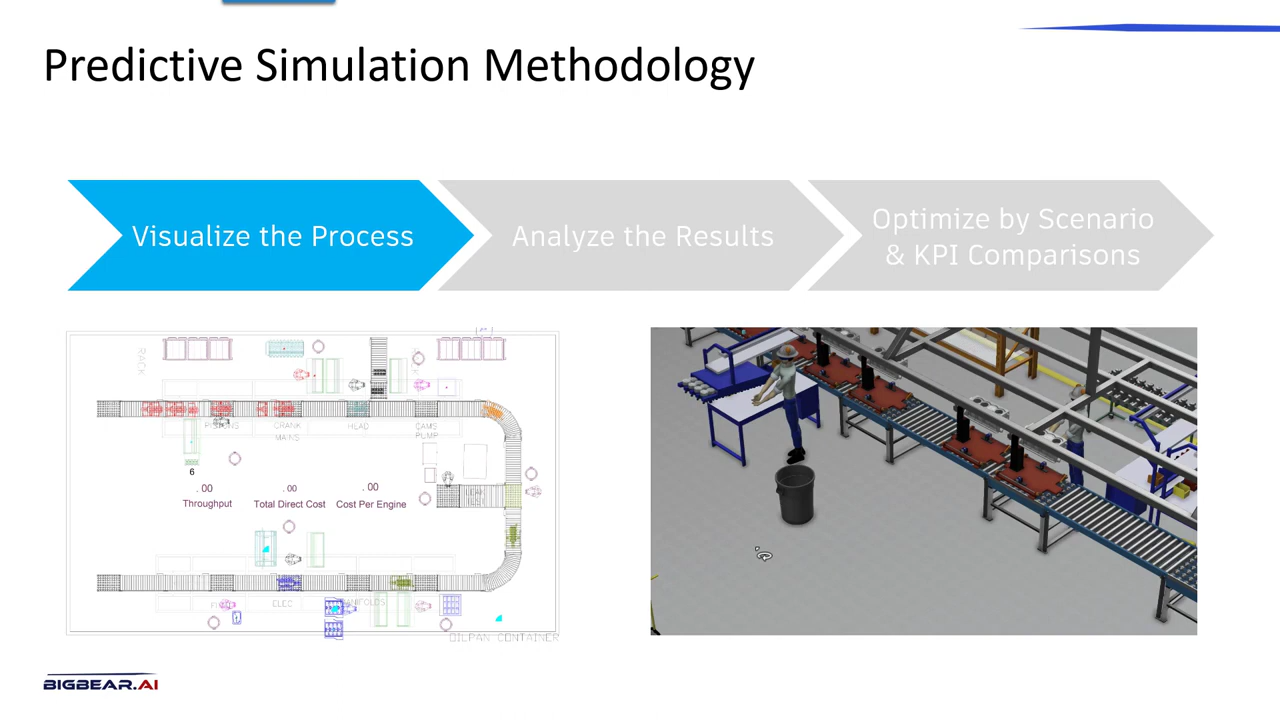 Predictive Simulation Methodology
Visualize the Process
Analyze the Results
Optimize by Scenario
& KPI Comparisons
RACK
PISTONS
CRANK
MAINS
HEAD
CAMS
PUMP
6
.00
.00
.00
Throughput
Total Direct Cost
Cost Per Engine
ELEC
MANIFOLDS
OILPAN CONTAINER
BIGBEAR.AI